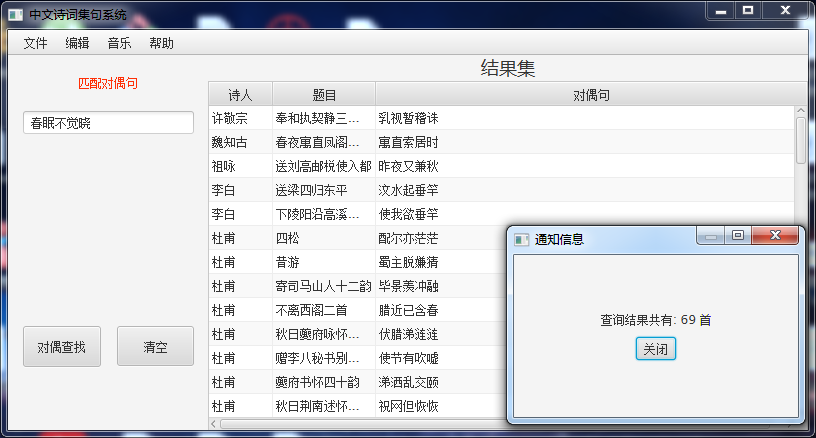 中文诗词集句系统
文件 编辑 音乐 帮助
匹配对偶句
春眠不觉晓
对偶查找 清空
结果集
诗人 题目 对偶句
许敬宗 奉和执契静三... 乳视暂稽诛
魏知古 春夜寓直凤阁... 寓直索居时
祖咏 送刘高邮税使入都 昨夜又兼秋
李白 送梁四归东平 汶水起垂竿
李白 下陵阳沿高溪... 使我欲垂竿
杜甫 四松 配尔亦茫茫
杜甫 昔游 蜀主脱嫌猜
杜甫 寄司马山人十二韵 毕景羡冲融
杜甫 不离西阁二首 腊近已含春
杜甫 秋日夔府咏怀... 伏腊涕涟涟
杜甫 赠李八秘书别... 使节有吹嘘
杜甫 夔府书怀四十韵 涕洒乱交颐
杜甫 秋日荆南述怀... 祝网但恢恢
通知信息
查询结果共有: 69 首
关闭